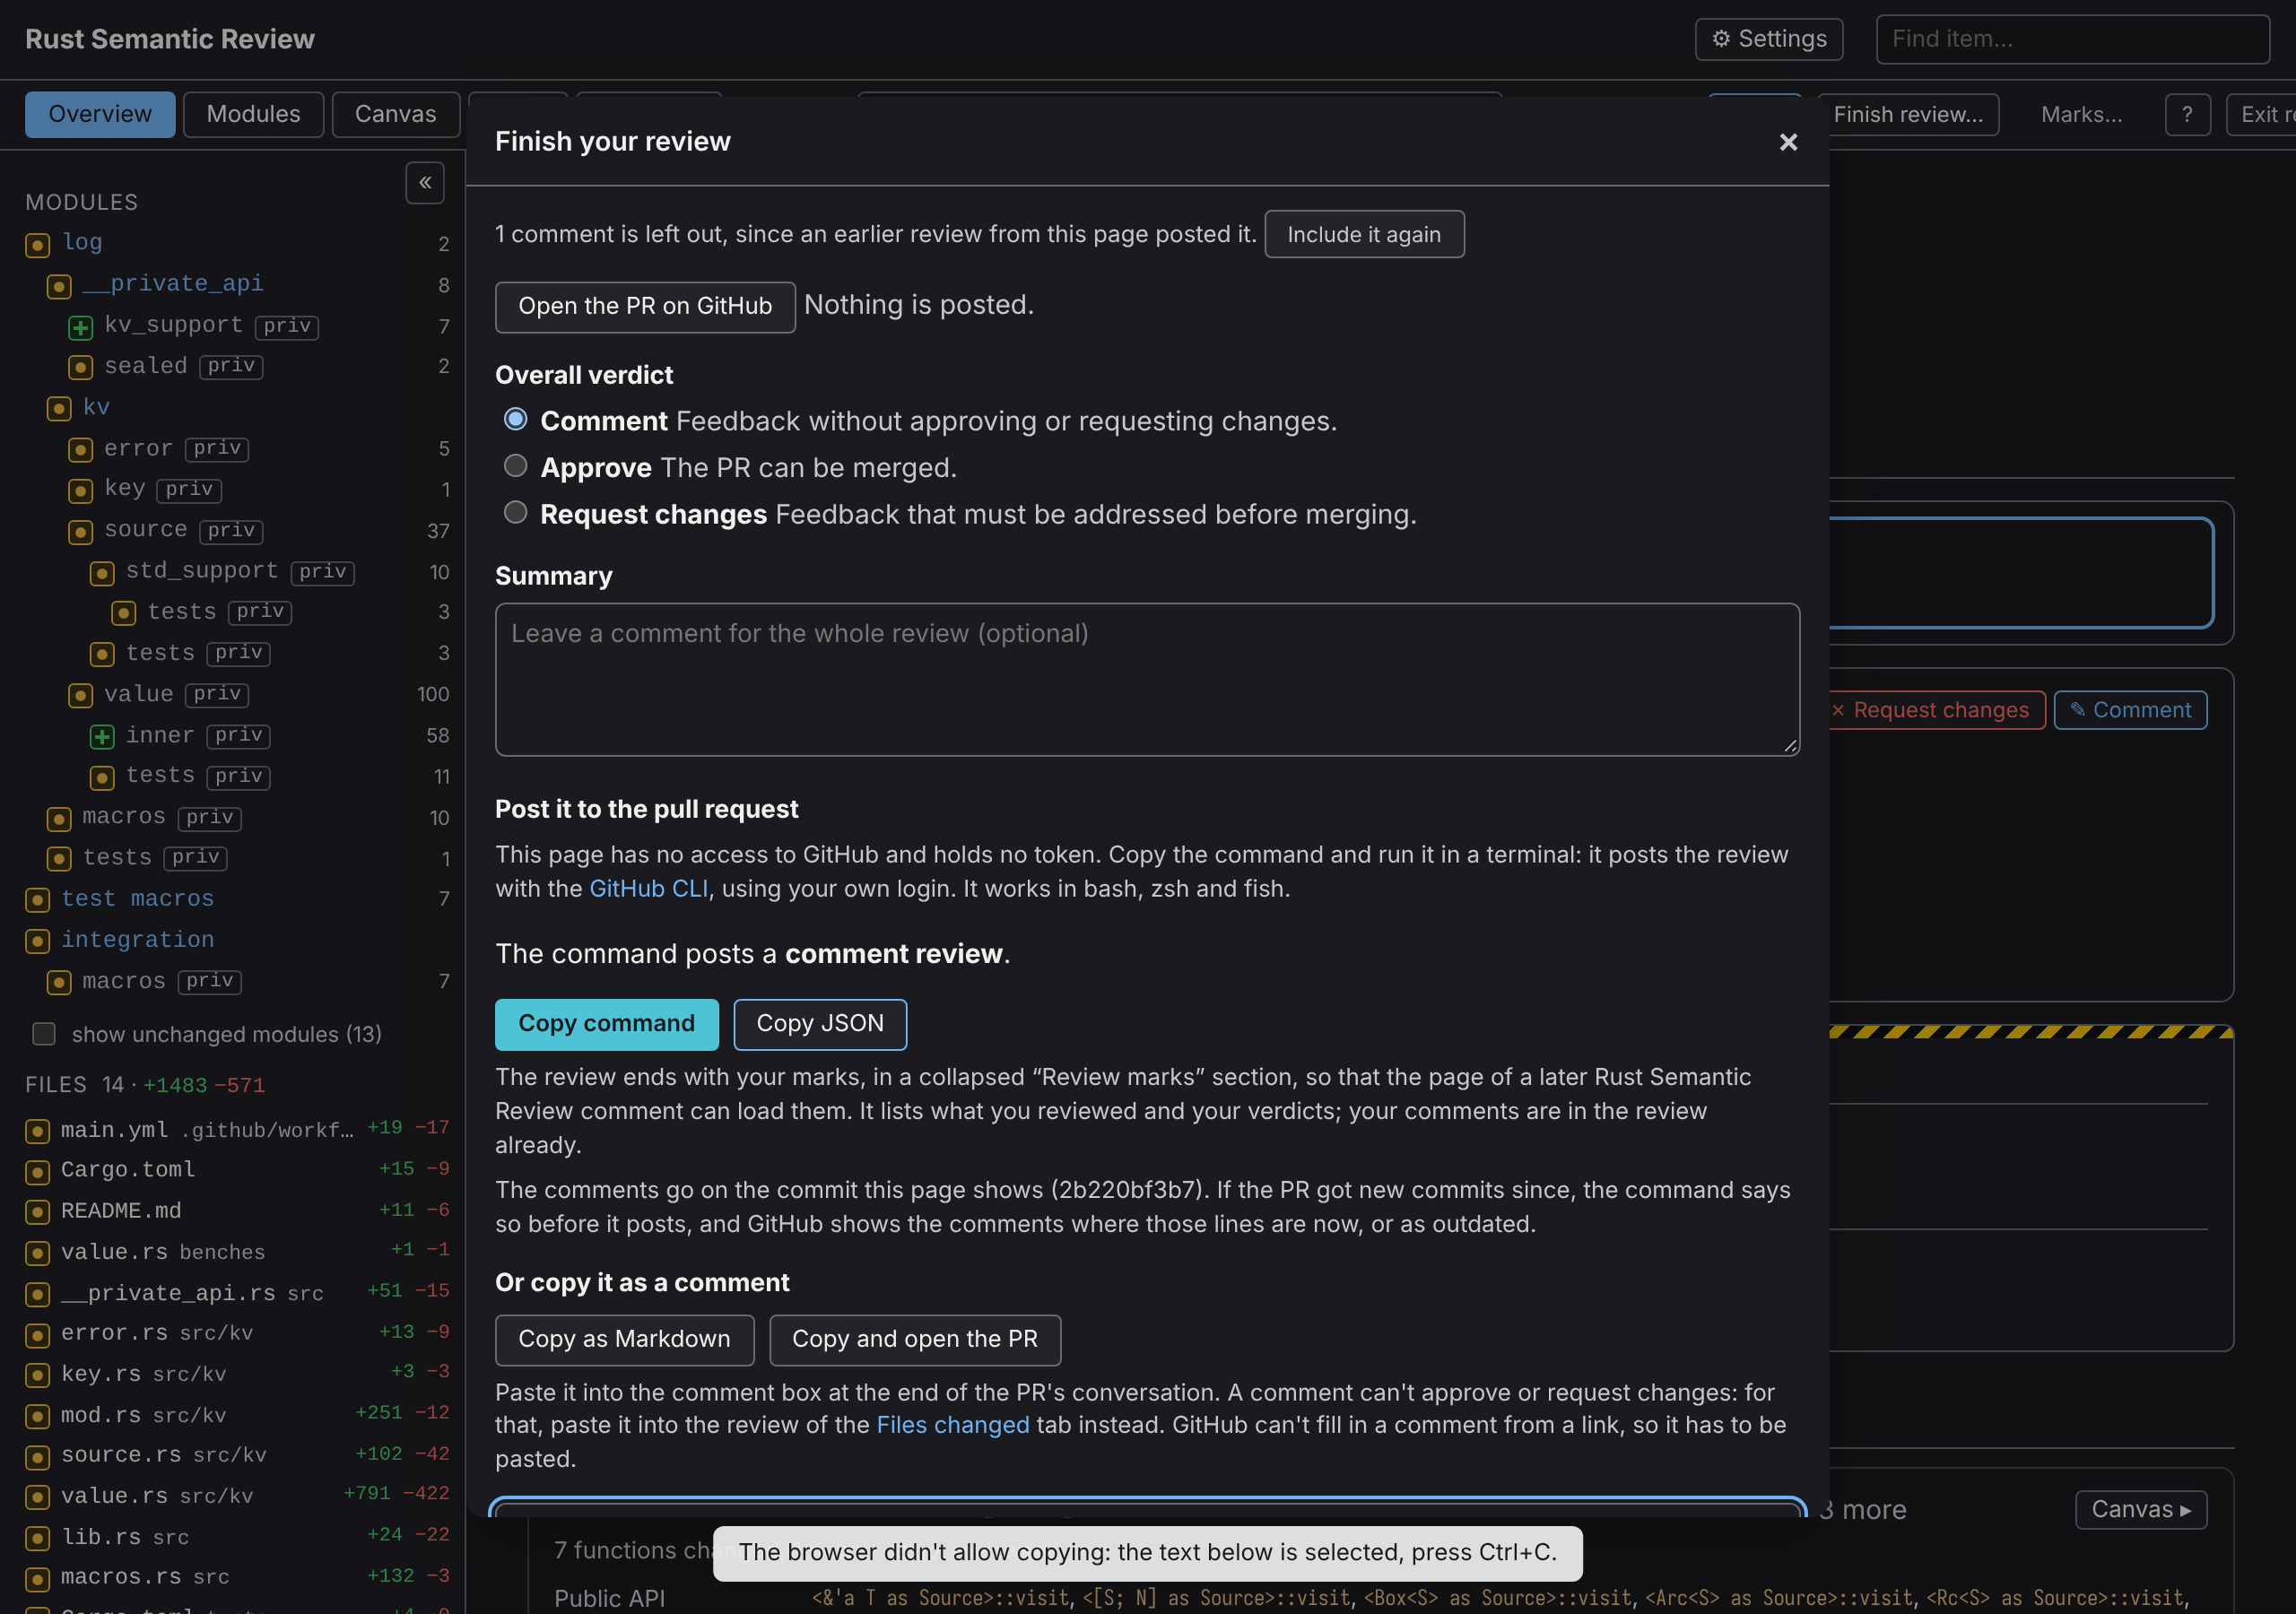 Rust Semantic Review
⚙ Settings
Find item...
Overview
Modules
Canvas
Finish review...
Marks...
?
Exit re
«
MODULES
log 2
__private_api 8
kv_support priv 7
sealed priv 2
kv
error priv 5
key priv 1
source priv 37
std_support priv 10
tests priv 3
tests priv 3
value priv 100
inner priv 58
tests priv 11
macros priv 10
tests priv 1
test macros 7
integration
macros priv 7
show unchanged modules (13)
FILES 14 · +1483 −571
main.yml .github/workf… +19 −17
Cargo.toml +15 −9
README.md +11 −6
value.rs benches +1 −1
__private_api.rs src +51 −15
error.rs src/kv +13 −9
key.rs src/kv +3 −3
mod.rs src/kv +251 −12
source.rs src/kv +102 −42
value.rs src/kv +791 −422
lib.rs src +24 −22
macros.rs src +132 −3
Finish your review
×
1 comment is left out, since an earlier review from this page posted it. Include it again
Open the PR on GitHub Nothing is posted.
Overall verdict
Comment Feedback without approving or requesting changes.
Approve The PR can be merged.
Request changes Feedback that must be addressed before merging.
Summary
Leave a comment for the whole review (optional)
Post it to the pull request
This page has no access to GitHub and holds no token. Copy the command and run it in a terminal: it posts the review
with the GitHub CLI, using your own login. It works in bash, zsh and fish.
The command posts a comment review.
Copy command
Copy JSON
The review ends with your marks, in a collapsed “Review marks” section, so that the page of a later Rust Semantic
Review comment can load them. It lists what you reviewed and your verdicts; your comments are in the review
already.
The comments go on the commit this page shows (2b220bf3b7). If the PR got new commits since, the command says
so before it posts, and GitHub shows the comments where those lines are now, or as outdated.
Or copy it as a comment
Copy as Markdown
Copy and open the PR
Paste it into the comment box at the end of the PR's conversation. A comment can't approve or request changes: for
that, paste it into the review of the Files changed tab instead. GitHub can't fill in a comment from a link, so it has to be
pasted.
× Request changes
✎ Comment
3 more
Canvas ▸
7 functions
The browser didn't allow copying: the text below is selected, press Ctrl+C.
Public API <&'a T as Source>::visit, <[S; N] as Source>::visit, <Box<S> as Source>::visit, <Arc<S> as Source>::visit, <Rc<S> as Source>::visit,